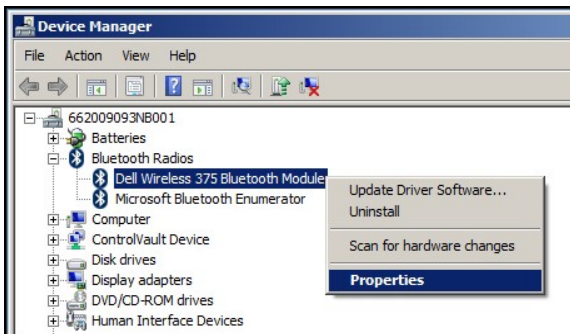 Device Manager
File Action View Help
662009093NB001
Batteries
Bluetooth Radios
Dell Wireless 375 Bluetooth Module
Microsoft Bluetooth Enumerator
Computer
ControlVault Device
Disk drives
Display adapters
DVD/CD-ROM drives
Human Interface Devices
Update Driver Software...
Uninstall
Scan for hardware changes
Properties